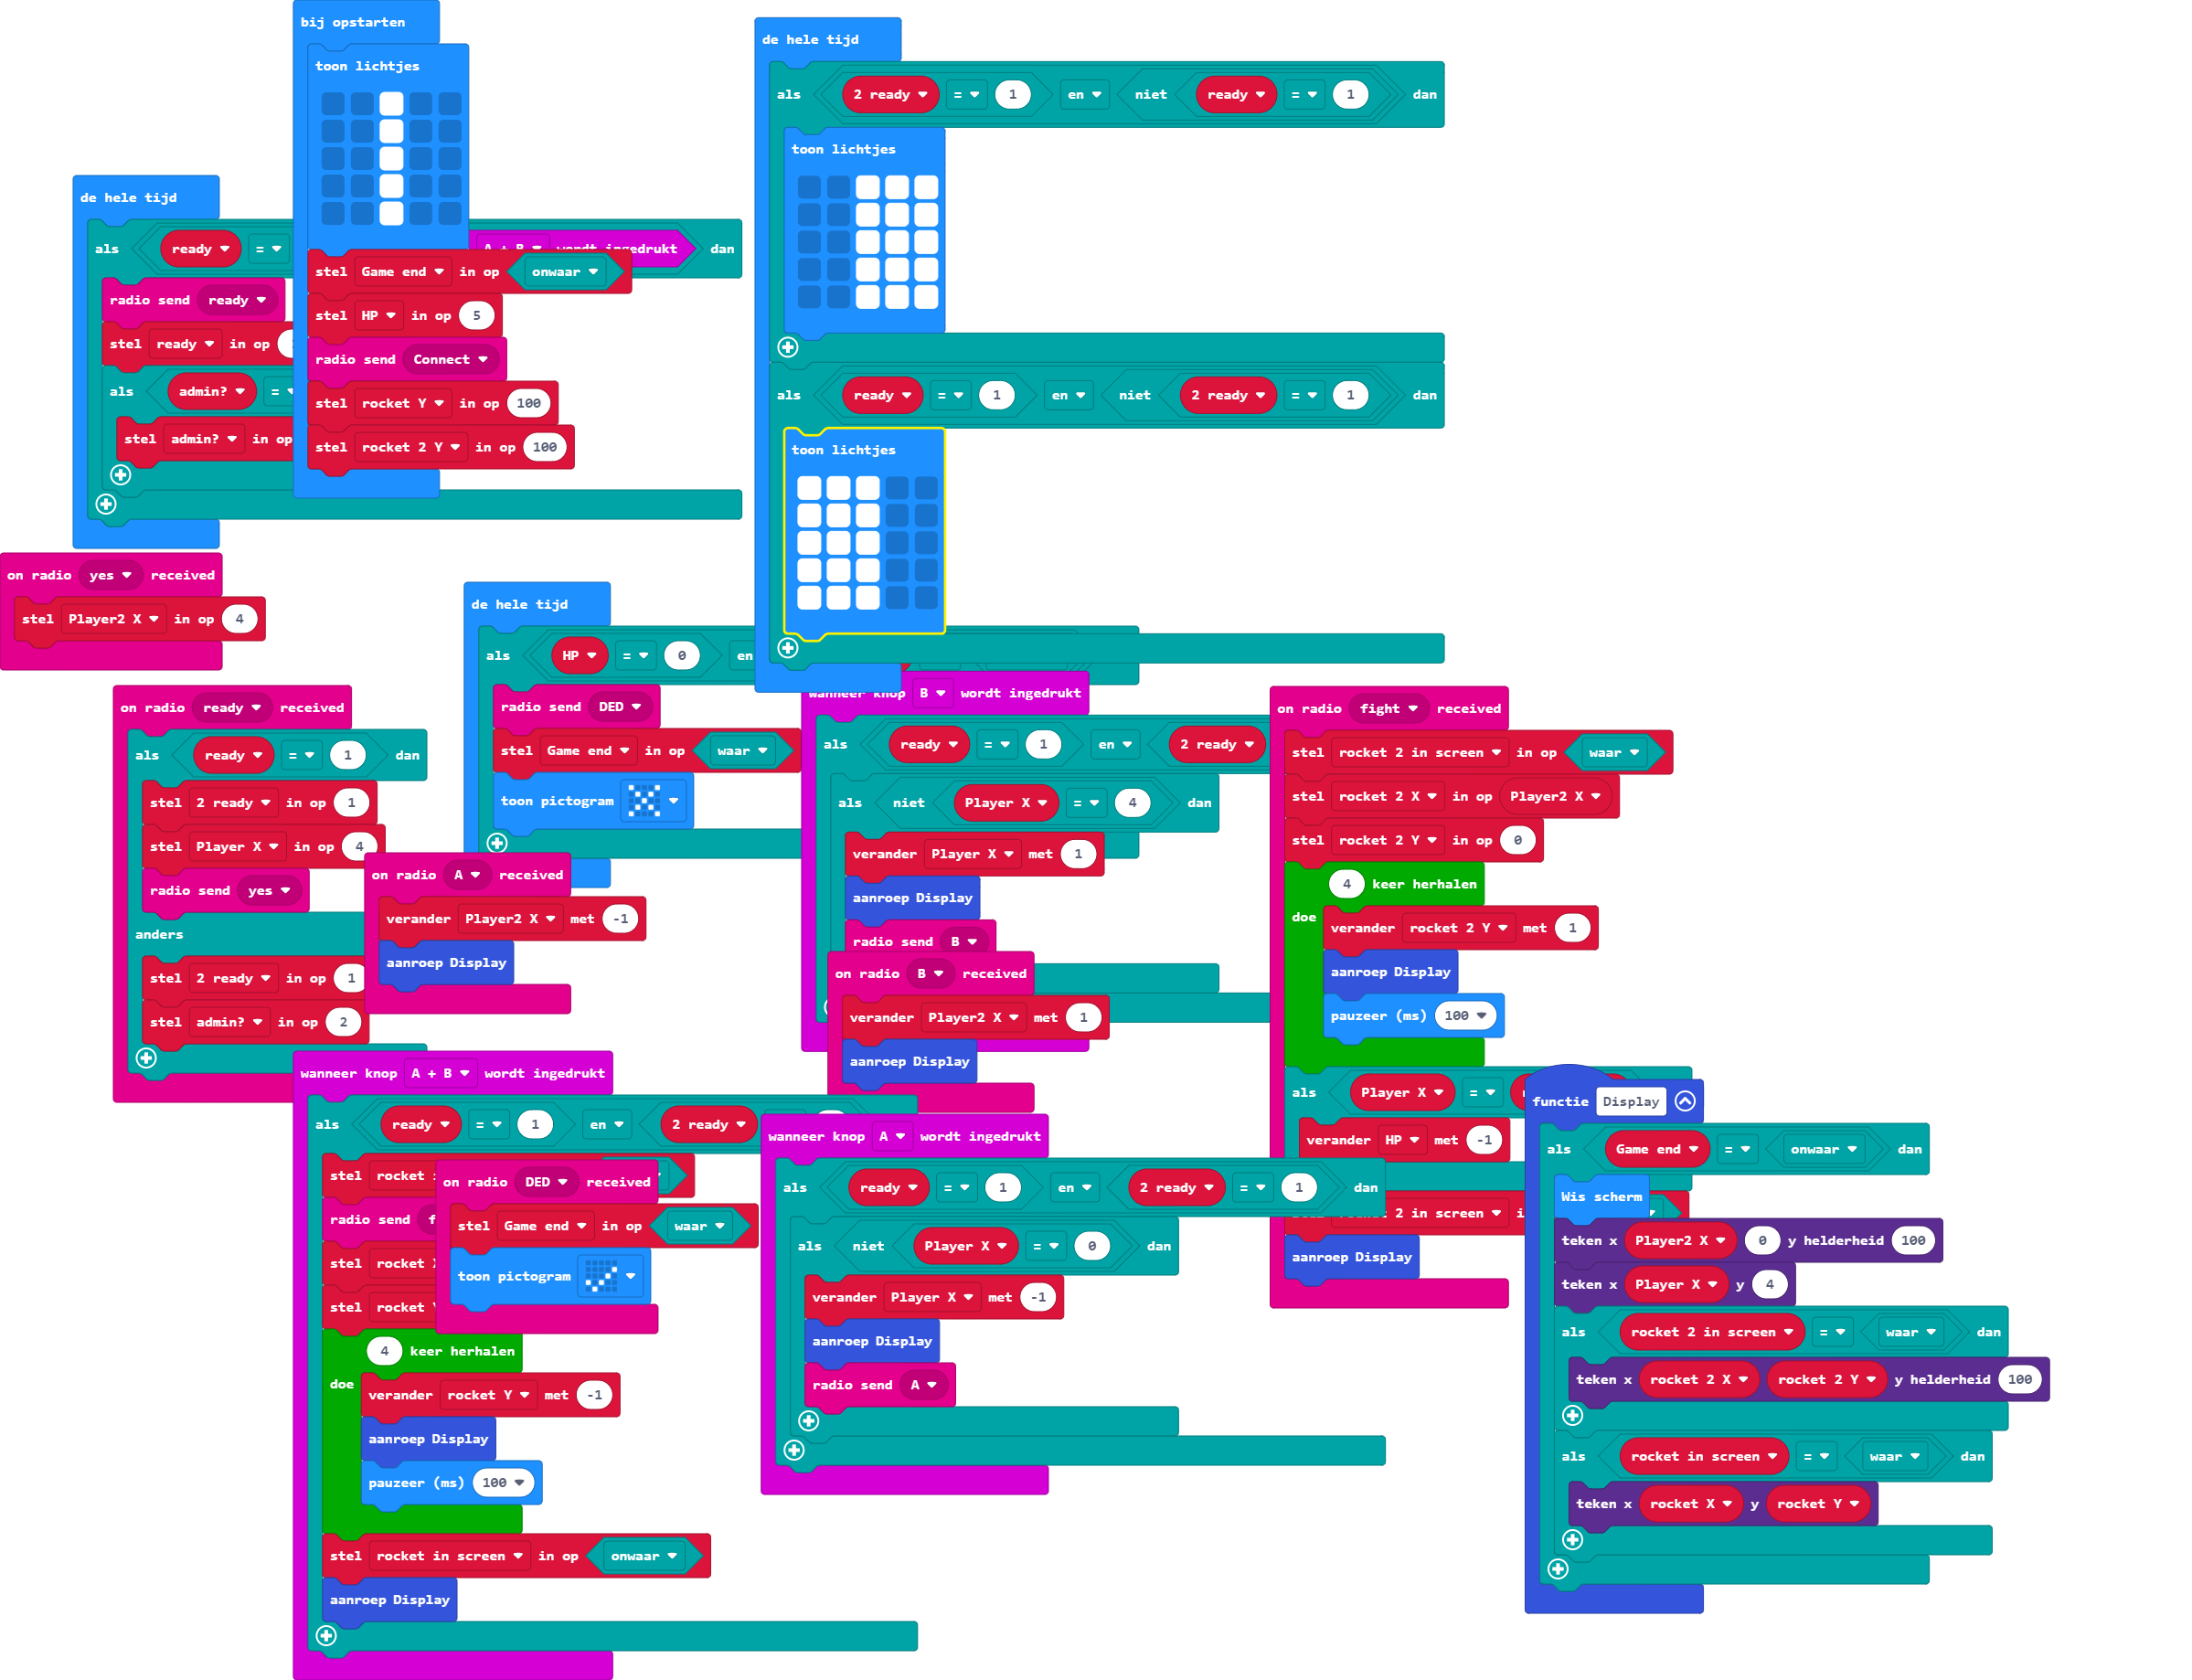 bij opstarten
toon lichtjes
stel Game end in op onwaar
stel HP in op 5
radio send Connect
stel rocket Y in op 100
stel rocket 2 Y in op 100
de hele tijd
als ready = A + B wordt ingedrukt dan
radio send ready
stel ready in op
als admin? =
stel admin? in op
de hele tijd
als 2 ready = 1 en niet ready = 1 dan
toon lichtjes
als ready = 1 en niet 2 ready = 1 dan
toon lichtjes
on radio yes received
stel Player2 X in op 4
de hele tijd
als HP = 0 en
radio send DED
stel Game end in op waar
toon pictogram
on radio ready received
als ready = 1 dan
stel 2 ready in op 1
stel Player X in op 4
radio send yes
anders
stel 2 ready in op 1
stel admin? in op 2
on radio A received
verander Player2 X met -1
aanroep Display
wanneer knop B wordt ingedrukt
als ready = 1 en 2 ready
als niet Player X = 4 dan
verander Player X met 1
aanroep Display
radio send B
on radio B received
verander Player2 X met 1
aanroep Display
on radio fight received
stel rocket 2 in screen in op waar
stel rocket 2 X in op Player2 X
stel rocket 2 Y in op 0
4 keer herhalen
doe verander rocket 2 Y met 1
aanroep Display
pauzeer (ms) 100
als Player X =
verander HP met -1
2 in screen
aanroep Display
wanneer knop A + B wordt ingedrukt
als ready = 1 en 2 ready
stel rocket
radio send
stel rocket
stel rocket
4 keer herhalen
doe verander rocket Y met -1
aanroep Display
pauzeer (ms) 100
stel rocket in screen in op onwaar
aanroep Display
on radio DED received
stel Game end in op waar
toon pictogram
wanneer knop A wordt ingedrukt
als ready = 1 en 2 ready = 1 dan
als niet Player X = 0 dan
verander Player X met -1
aanroep Display
radio send A
functie Display
als Game end = onwaar dan
Wis scherm
teken x Player2 X 0 y helderheid 100
teken x Player X y 4
als rocket 2 in screen = waar dan
teken x rocket 2 X rocket 2 Y y helderheid 100
als rocket in screen = waar dan
teken x rocket X y rocket Y